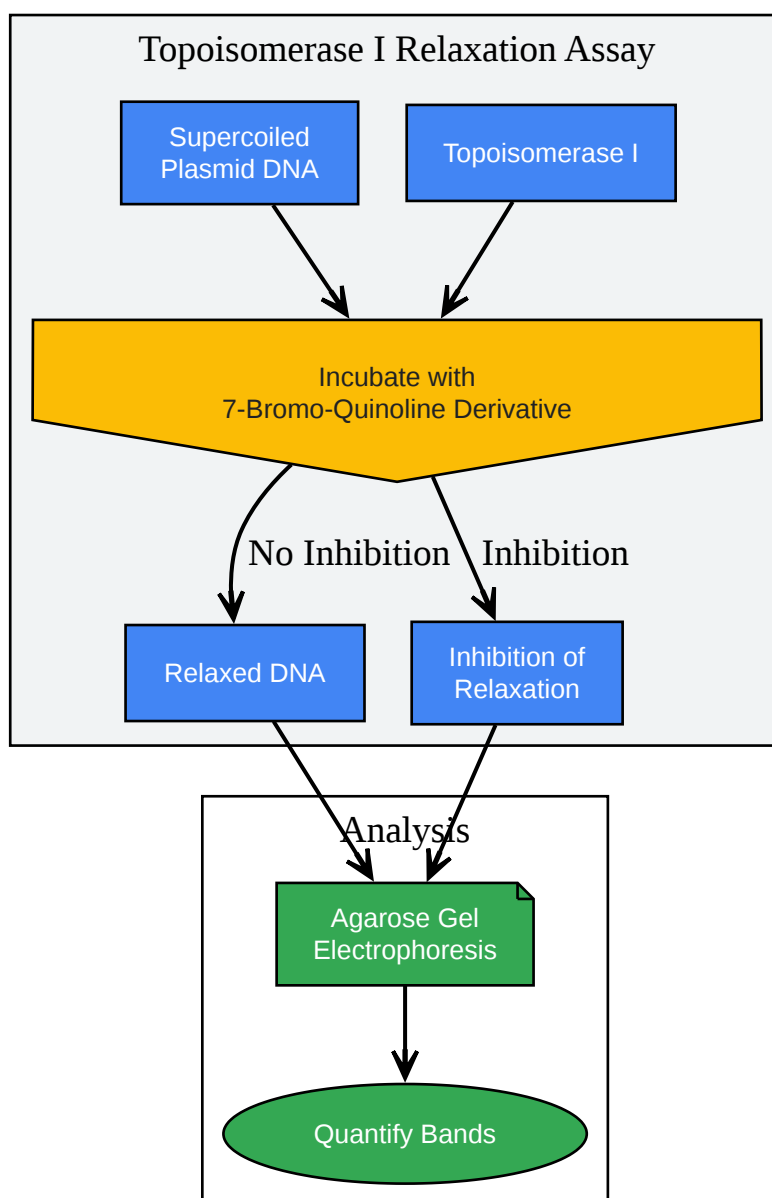 Topoisomerase I Relaxation Assay
Supercoiled
Plasmid DNA
Topoisomerase I
Incubate with
7-Bromo-Quinoline Derivative
No Inhibition
Inhibition
Relaxed DNA
Inhibition of
Relaxation
Analysis
Agarose Gel
Electrophoresis
Quantify Bands